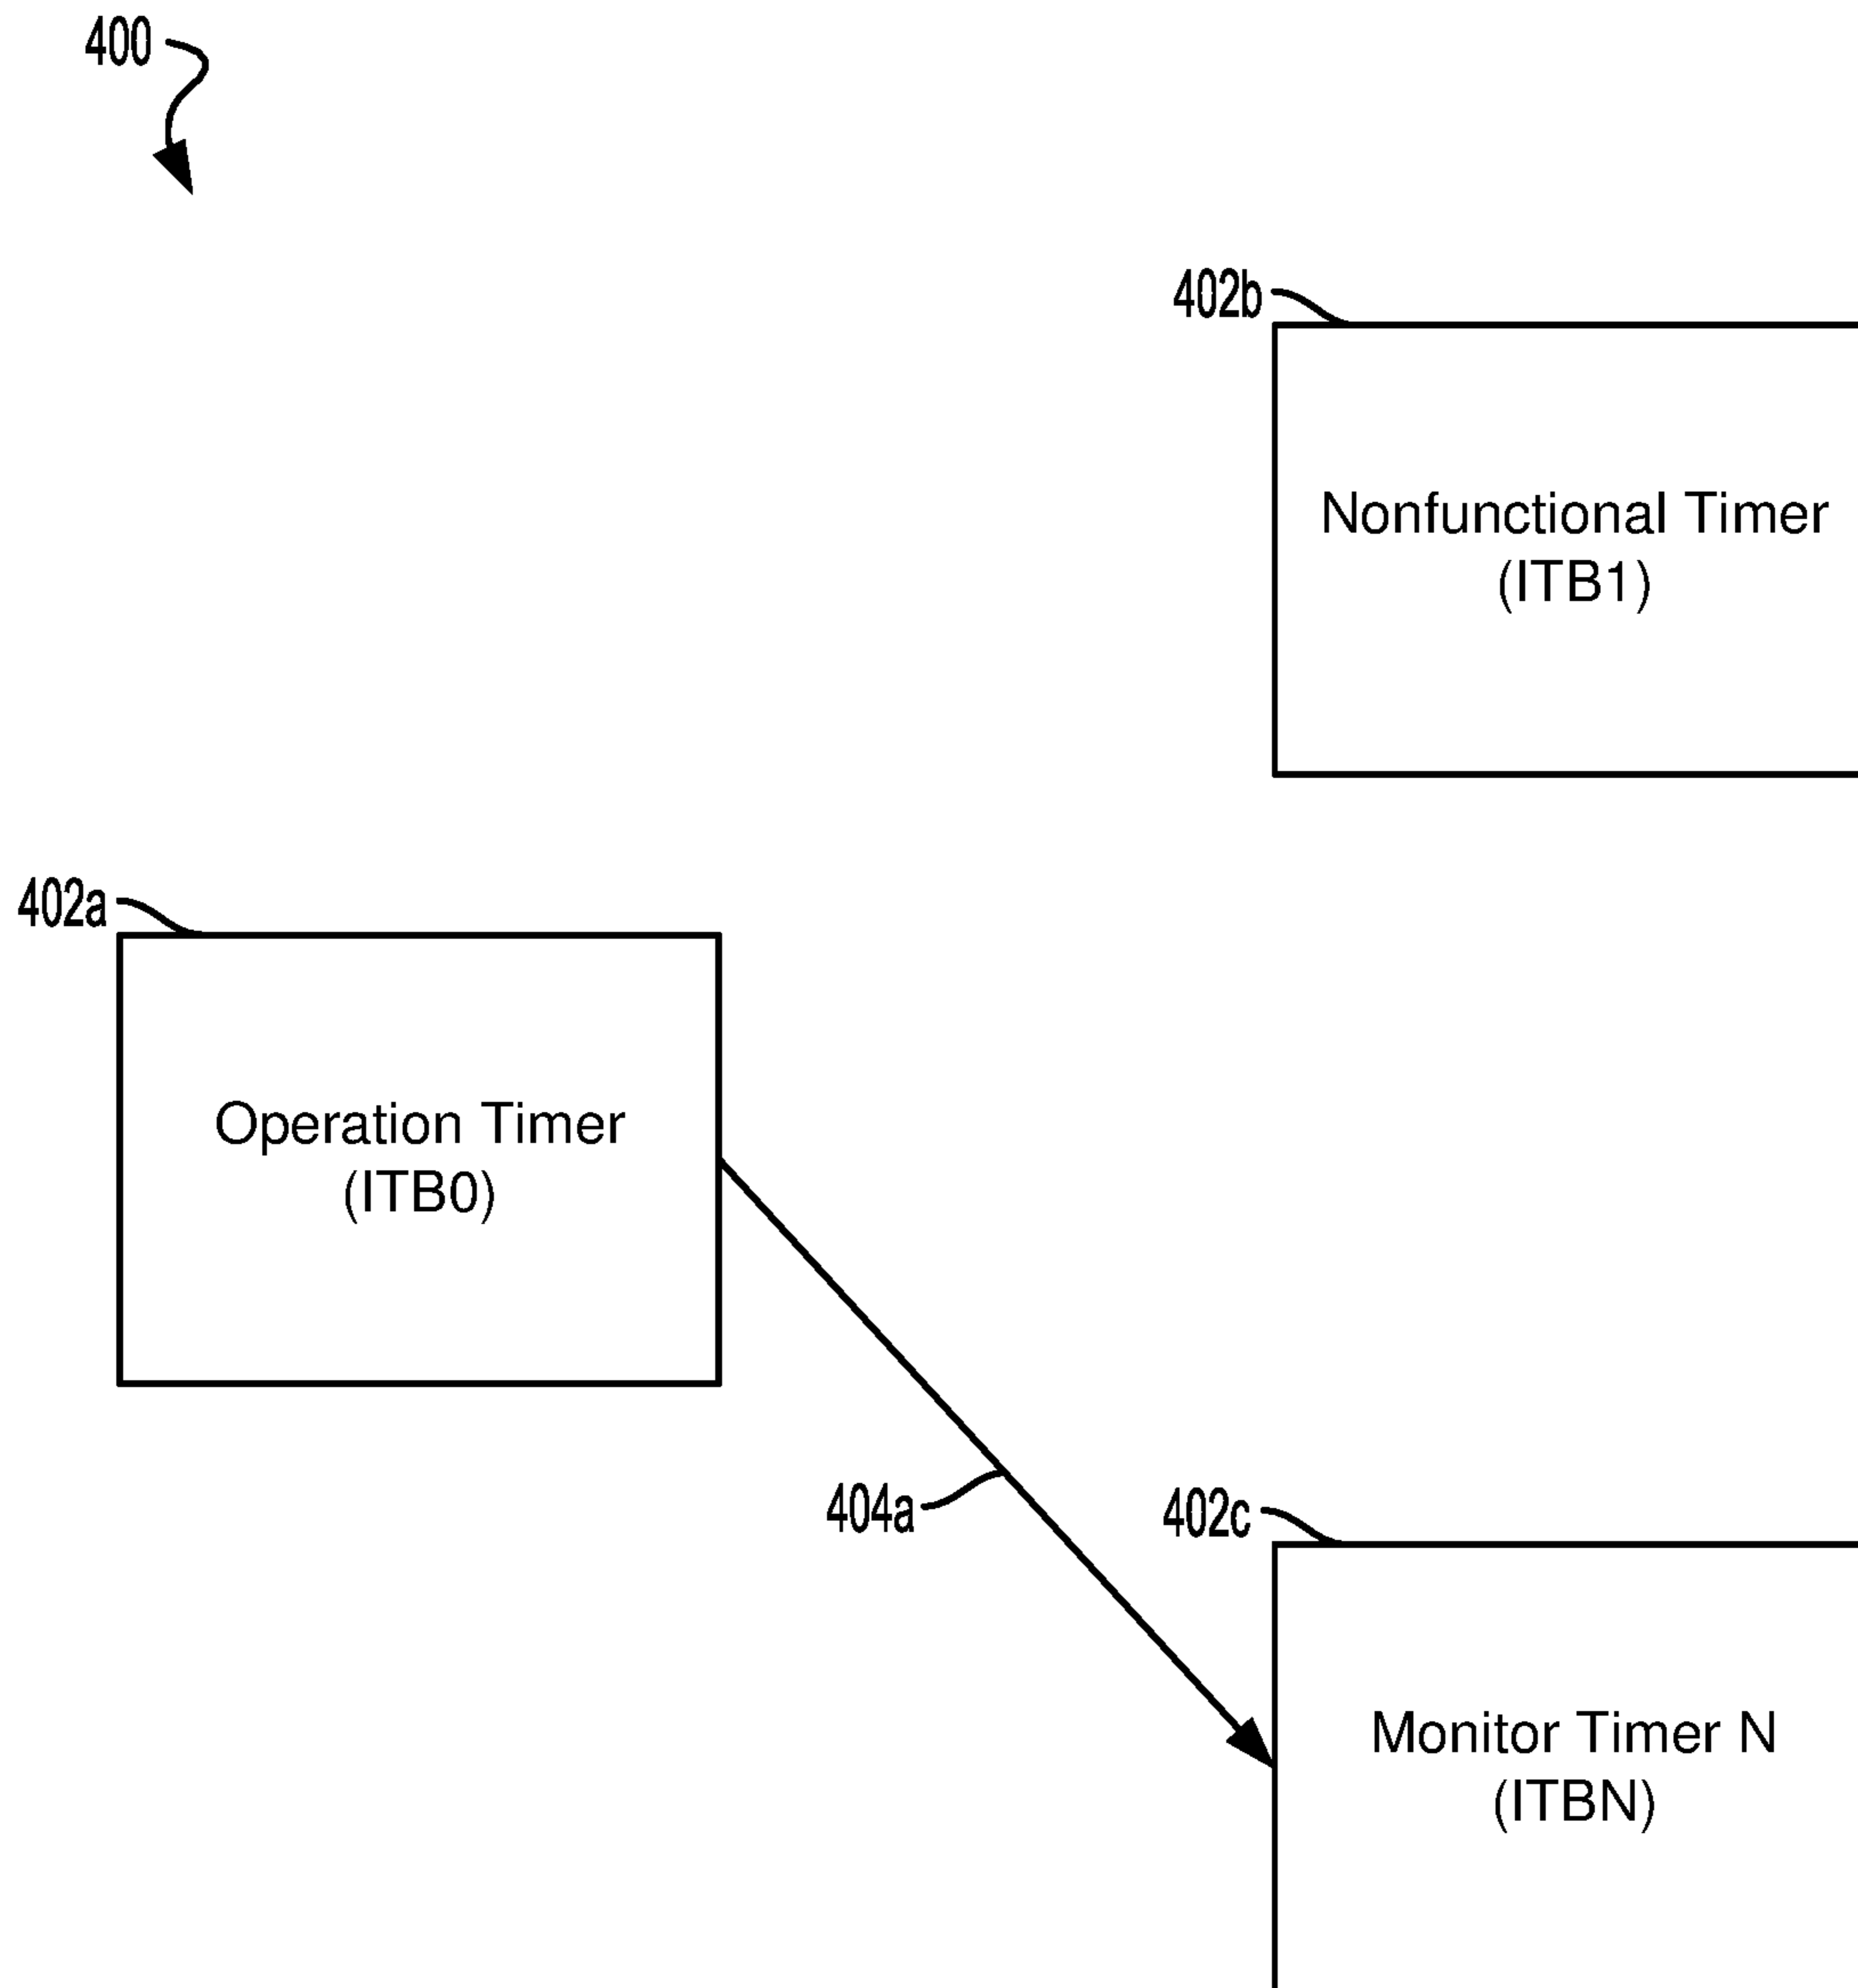 400
402b
Nonfunctional Timer
(ITB1)
402a
Operation Timer
(ITB0)
404a
402c
Monitor Timer N
(ITBN)